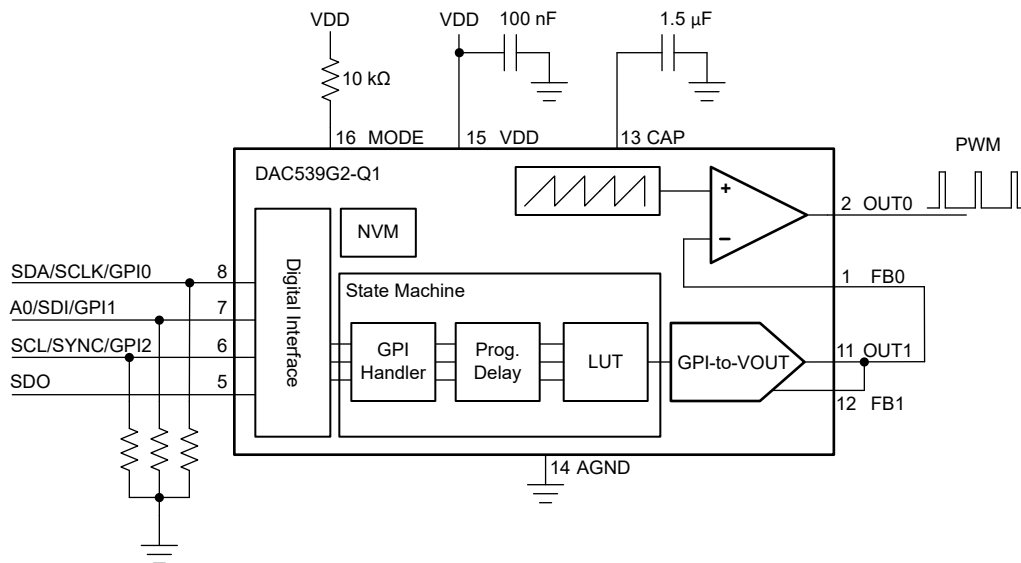 VDD
VDD
100 nF
1.5 µF
10 kΩ
16 MODE
15 VDD
13 CAP
PWM
DAC539G2-Q1
+
−
2 OUT0
NVM
Digital Interface
SDA/SCLK/GPI0
8
1 FB0
State Machine
A0/SDI/GPI1
7
SCL/SYNC/GPI2
6
GPI
Handler
Prog.
Delay
LUT
GPI-to-VOUT
11 OUT1
SDO
5
12 FB1
14 AGND